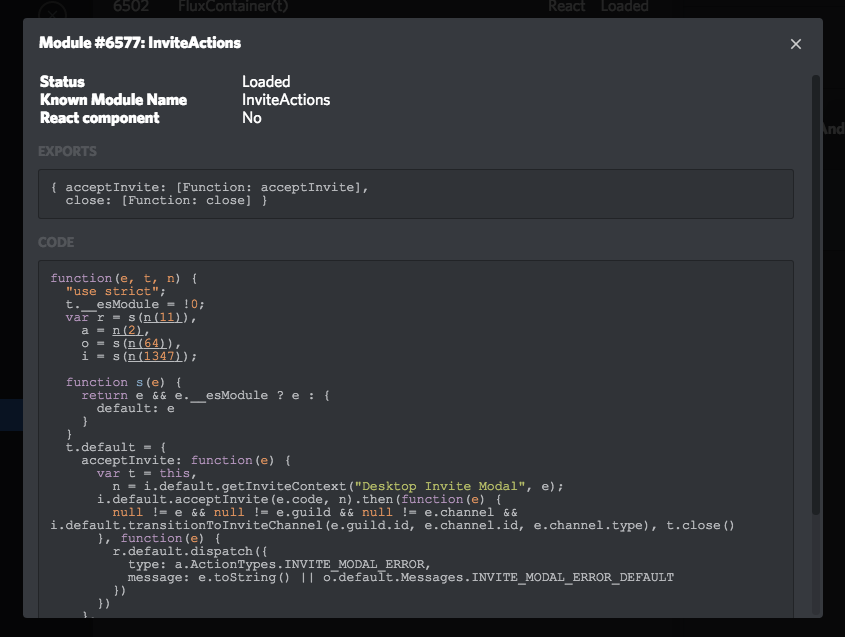 6502 FluxContainer(t) React Loaded
Module #6577: InviteActions
Status Loaded
Known Module Name InviteActions
React component No
And
EXPORTS
{ acceptInvite: [Function: acceptInvite],
close: [Function: close] }
CODE
function(e, t, n) {
"use strict";
t.__esModule = !0;
var r = s(n(11)),
a = n(2),
o = s(n(64)),
i = s(n(1347));
function s(e) {
return e && e.__esModule ? e : {
default: e
}
}
t.default = {
acceptInvite: function(e) {
var t = this,
n = i.default.getInviteContext("Desktop Invite Modal", e);
i.default.acceptInvite(e.code, n).then(function(e) {
null != e && null != e.guild && null != e.channel &&
i.default.transitionToInviteChannel(e.guild.id, e.channel.id, e.channel.type), t.close()
}, function(e) {
r.default.dispatch({
type: a.ActionTypes.INVITE_MODAL_ERROR,
message: e.toString() || o.default.Messages.INVITE_MODAL_ERROR_DEFAULT
})
})
},